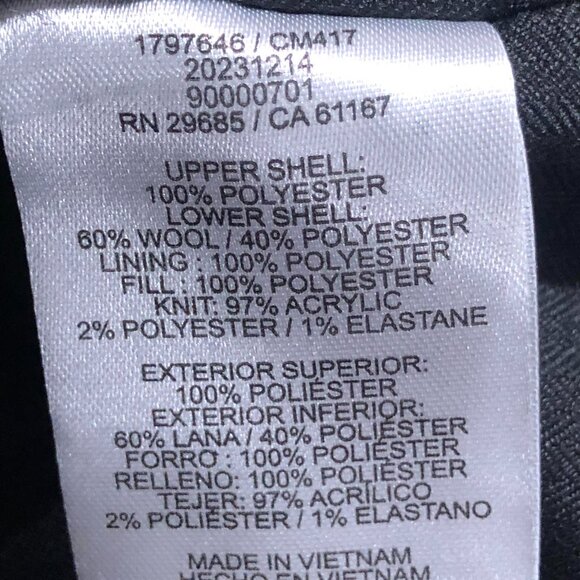 1797646 / CM417
20231214
90000701
RN 29685 / CA 61167
UPPER SHELL:
100% POLYESTER
LOWER SHELL:
60% WOOL / 40% POLYESTER
LINING : 100% POLYESTER
FILL : 100% POLYESTER
KNIT: 97% ACRYLIC
2% POLYESTER / 1% ELASTANE
EXTERIOR SUPERIOR:
100% POLIÉSTER
EXTERIOR INFERIOR:
60% LANA / 40% POLIÉSTER
FORRO : 100% POLIÉSTER
RELLENO: 100% POLIÉSTER
TEJER: 97% ACRÍLICO
2% POLIÉSTER / 1% ELASTANO
MADE IN VIETNAM
HECHO EN VIETNAM